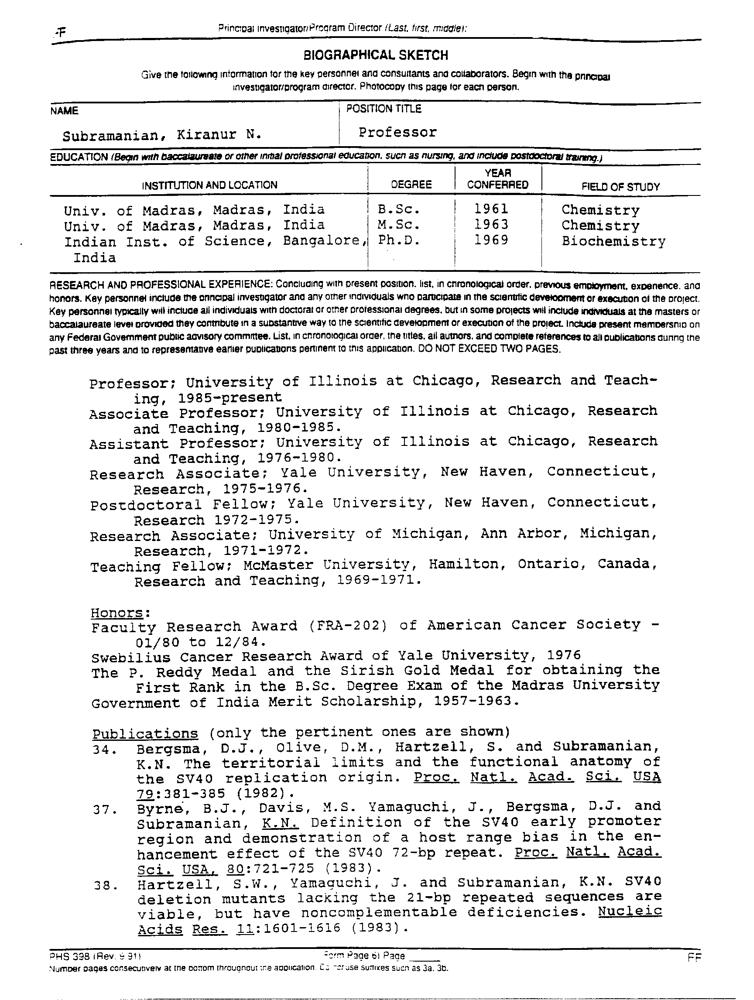 -F
Principal Investigator/Program Director (Last, first, middle):
BIOGRAPHICAL SKETCH
Give the following information for the key personnel and consultants and collaborators. Begin with the principal
investigator/program director. Photocopy this page for each person.
NAME
POSITION TITLE
Subramanian, Kiranur N.
Professor
EDUCATION (Begin with baccalaureate or other initial professional education, such as nursing, and include postdoctoral training.)
INSTITUTION AND LOCATION
DEGREE
YEAR
CONFERRED
FIELD OF STUDY
Univ. of Madras, Madras, India B.Sc. 1961 Chemistry
Univ. of Madras, Madras, India M.Sc. 1963 Chemistry
Indian Inst. of Science, Bangalore, Ph.D. 1969 Biochemistry
India
RESEARCH AND PROFESSIONAL EXPERIENCE: Concluding with present position, list, in chronological order, previous employment, experience, and
honors. Key personnel include the principal investigator and any other individuals who participate in the scientific development or execution of the project.
Key personnel typically will include all individuals with doctoral or other professional degrees, but in some projects will include individuals at the masters or
baccalaureate level provided they contribute in a substantive way to the scientific development or execution of the project. Include present membership on
any Federal Government public advisory committee. List, in chronological order, the titles, all authors, and complete references to all publications during the
past three years and to representative earlier publications pertinent to this application. DO NOT EXCEED TWO PAGES.
Professor; University of Illinois at Chicago, Research and Teach-
ing, 1985-present
Associate Professor; University of Illinois at Chicago, Research
and Teaching, 1980-1985.
Assistant Professor; University of Illinois at Chicago, Research
and Teaching, 1976-1980.
Research Associate; Yale University, New Haven, Connecticut,
Research, 1975-1976.
Postdoctoral Fellow; Yale University, New Haven, Connecticut,
Research 1972-1975.
Research Associate; University of Michigan, Ann Arbor, Michigan,
Research, 1971-1972.
Teaching Fellow; McMaster University, Hamilton, Ontario, Canada,
Research and Teaching, 1969-1971.
Honors:
Faculty Research Award (FRA-202) of American Cancer Society -
01/80 to 12/84.
Swebilius Cancer Research Award of Yale University, 1976
The P. Reddy Medal and the Sirish Gold Medal for obtaining the
First Rank in the B.Sc. Degree Exam of the Madras University
Government of India Merit Scholarship, 1957-1963.
Publications (only the pertinent ones are shown)
34. Bergsma, D.J., Olive, D.M., Hartzell, S. and Subramanian,
K.N. The territorial limits and the functional anatomy of
the SV40 replication origin. Proc. Natl. Acad. Sci. USA
79:381-385 (1982).
37. Byrne, B.J., Davis, M.S. Yamaguchi, J., Bergsma, D.J. and
Subramanian, K.N. Definition of the SV40 early promoter
region and demonstration of a host range bias in the en-
hancement effect of the SV40 72-bp repeat. Proc. Natl. Acad.
Sci. USA, 80:721-725 (1983).
38. Hartzell, S.W., Yamaguchi, J. and Subramanian, K.N. SV40
deletion mutants lacking the 21-bp repeated sequences are
viable, but have noncomplementable deficiencies. Nucleic
Acids Res. 11:1601-1616 (1983).
PHS 398 (Rev. 9 91) Form Page 6) Page FF
Number pages consecutively at the bottom throughout the application. Do not use suffixes such as 3a, 3b.